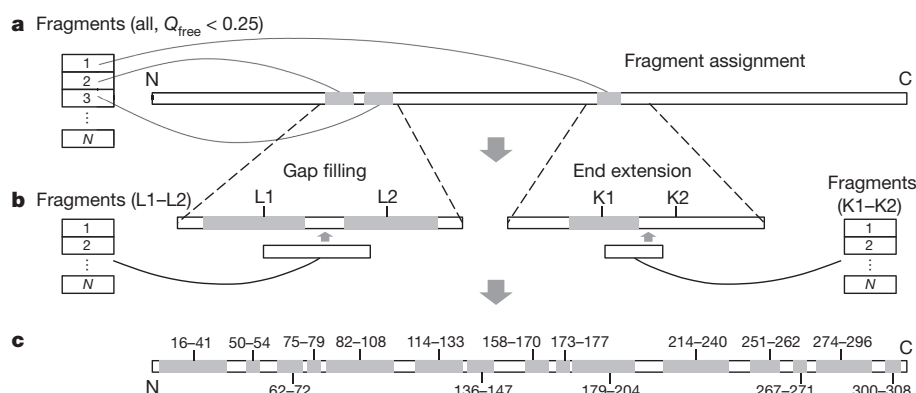 a Fragments (all, Qfree < 0.25)
Fragment assignment
1
2
3
⋮
N
N
C
Gap filling
End extension
b Fragments (L1–L2)
L1
L2
K1
K2
Fragments
(K1–K2)
1
2
⋮
N
1
2
⋮
N
c
16–41 50–54 75–79 82–108 114–133 158–170 173–177 214–240 251–262 274–296 C
N 62–72 136–147 179–204 267–271 300–308